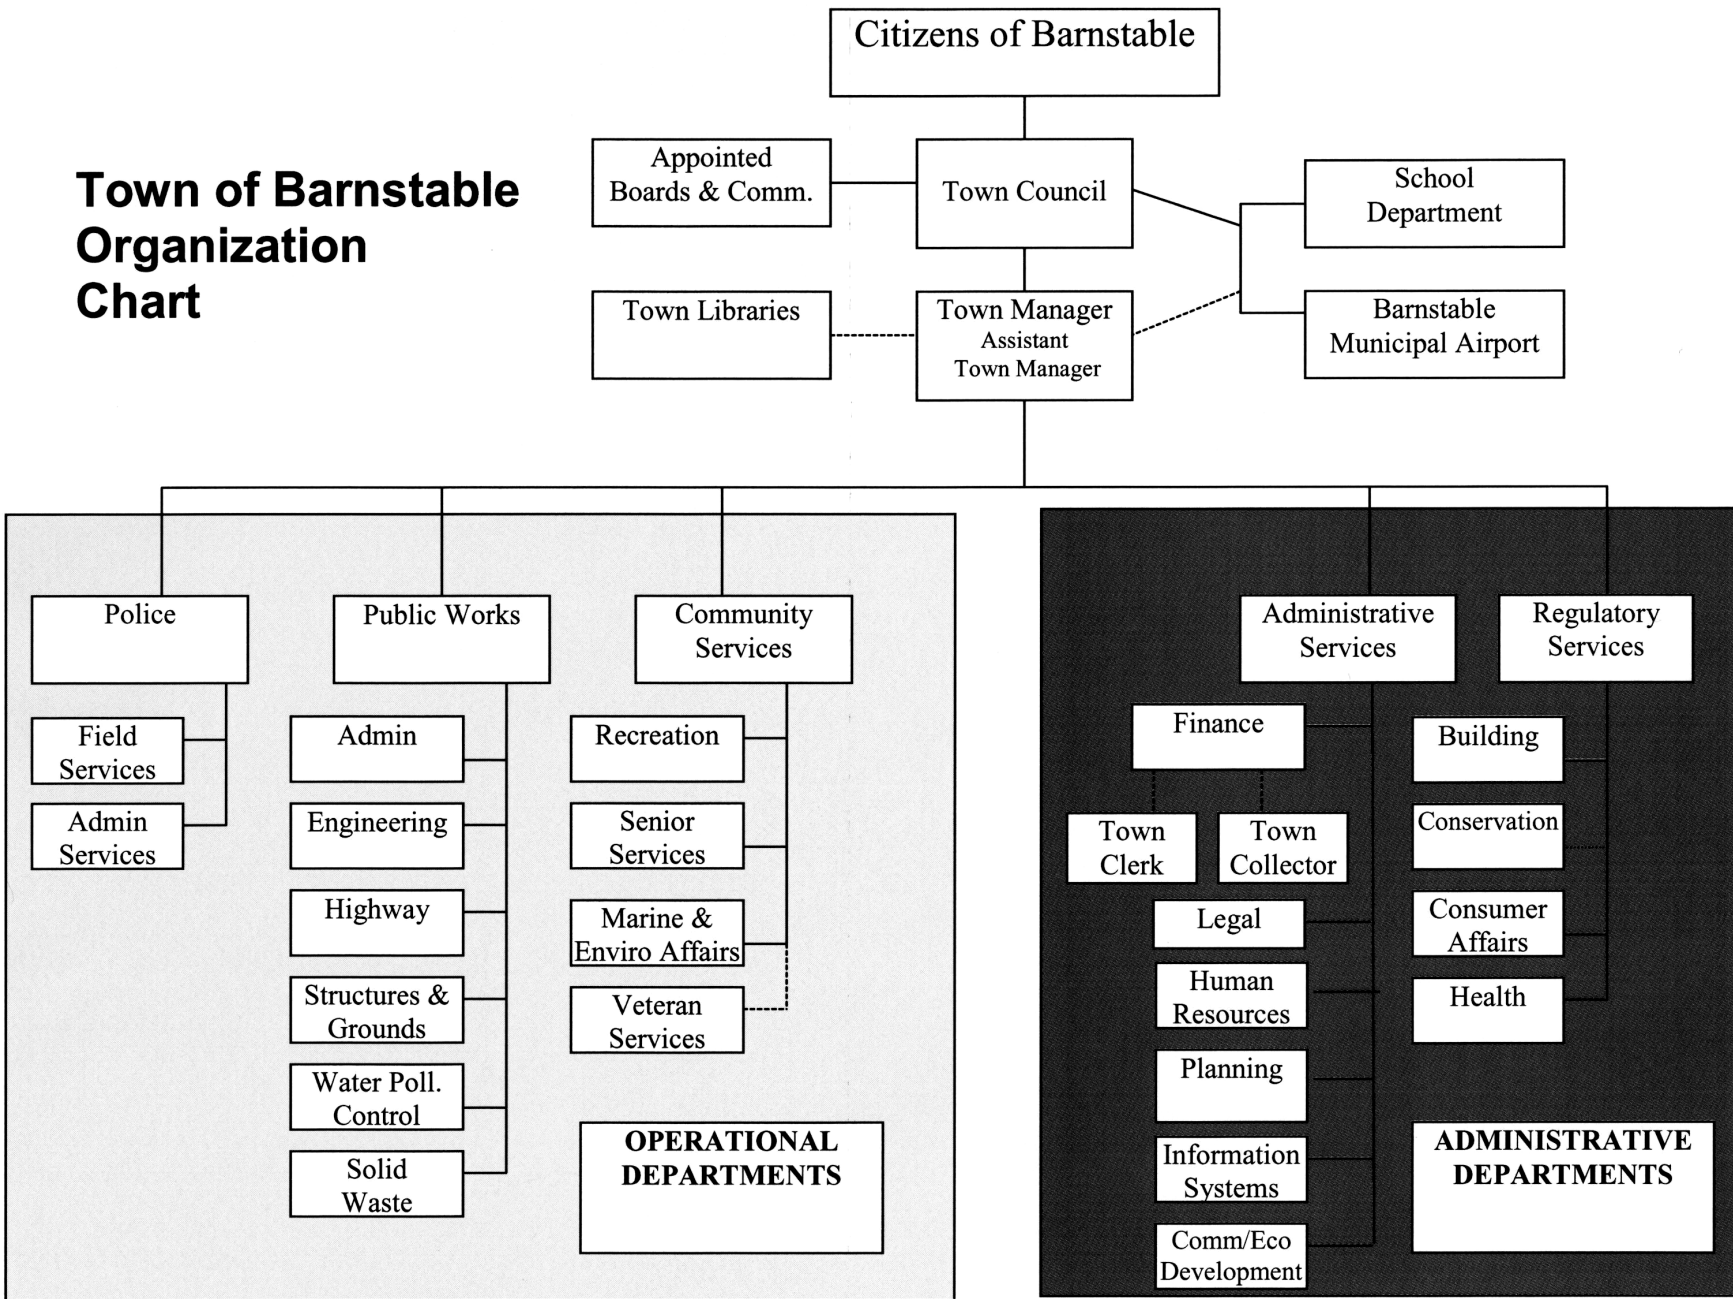 Citizens of Barnstable
Town of Barnstable
Organization
Chart
Appointed
Boards & Comm.
Town Council
School
Department
Town Libraries
Town Manager
Assistant
Town Manager
Barnstable
Municipal Airport
Police
Field
Services
Admin
Services
Public Works
Admin
Engineering
Highway
Structures &
Grounds
Water Poll.
Control
Solid
Waste
Community
Services
Recreation
Senior
Services
Marine &
Enviro Affairs
Veteran
Services
OPERATIONAL
DEPARTMENTS
Administrative
Services
Finance
Town
Clerk
Town
Collector
Legal
Human
Resources
Planning
Information
Systems
Comm/Eco
Development
Regulatory
Services
Building
Conservation
Consumer
Affairs
Health
ADMINISTRATIVE
DEPARTMENTS